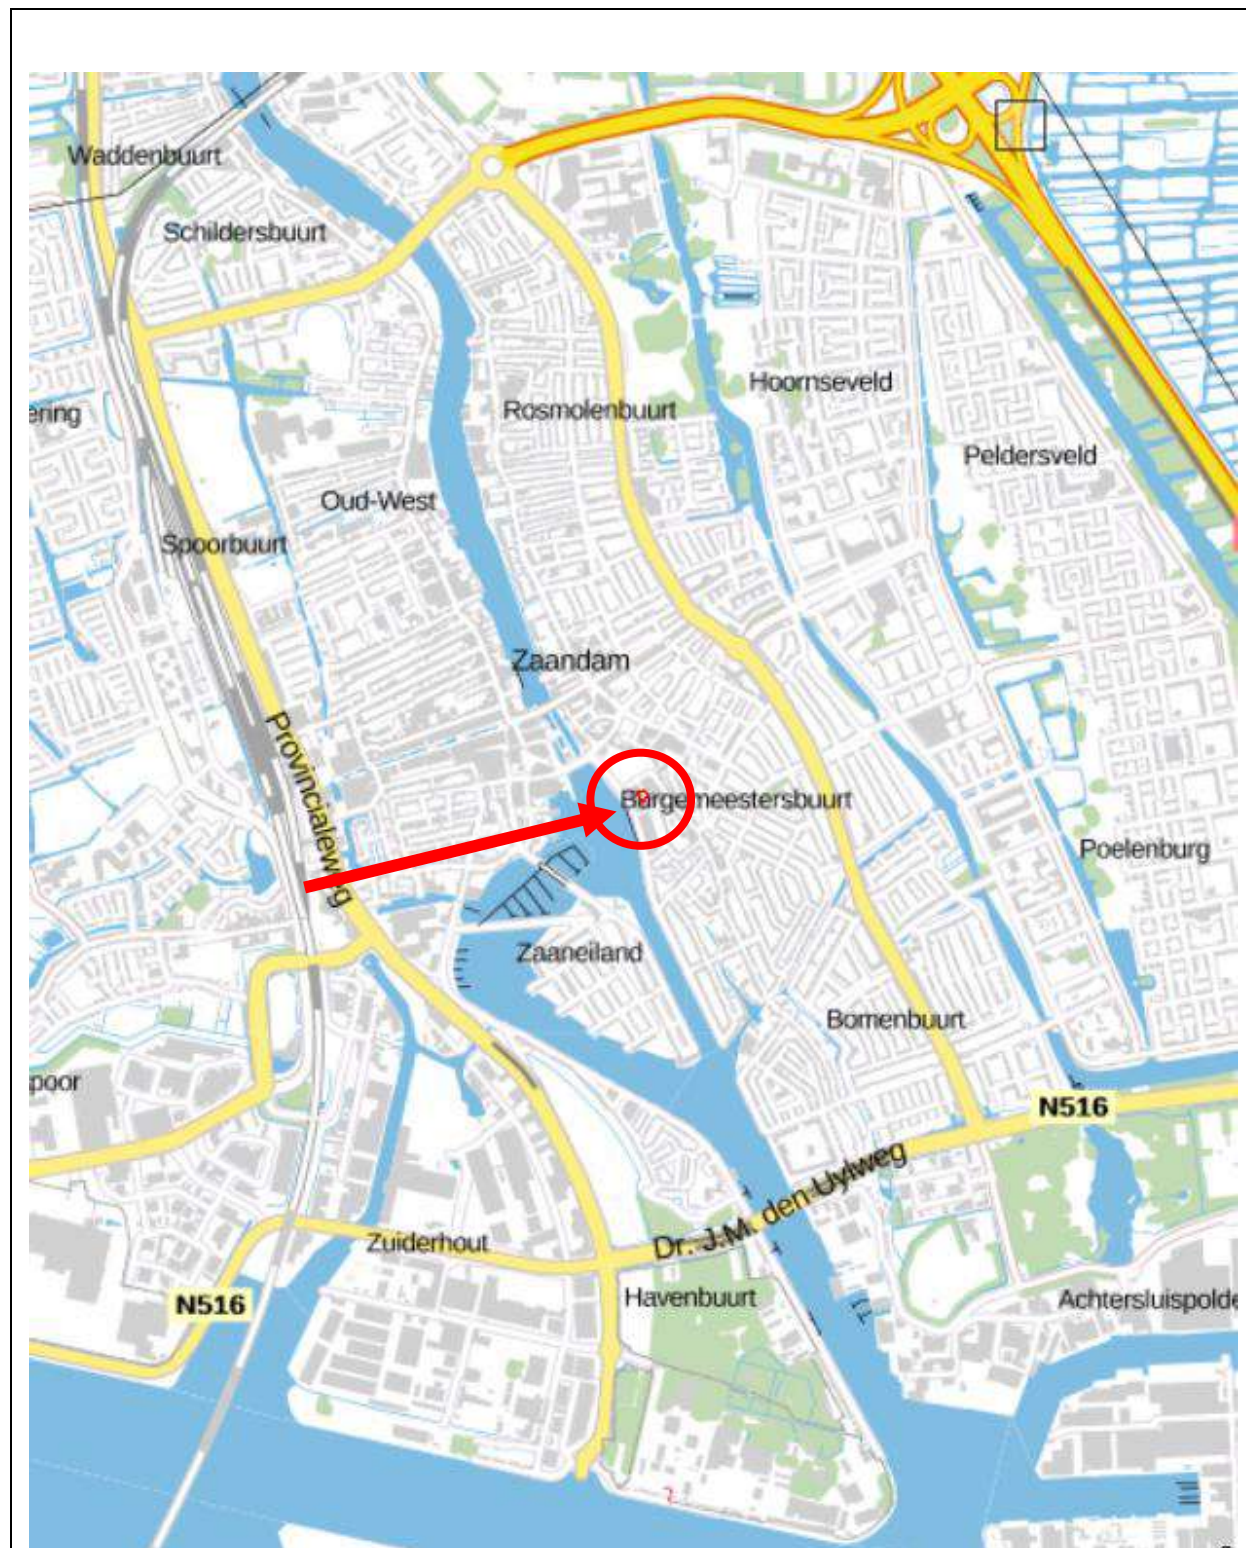 Waddenbuurt
Schildersbuurt
Hoornseveld
ering
Rosmolenbuurt
Peldersveld
Oud-West
Spoorbuurt
Zaandam
Provincialeweg
Burgemeestersbuurt
Poelenburg
Zaaneiland
Bomenbuurt
poor
N516
Dr. J.M. den Uylweg
Zuiderhout
N516
Havenbuurt
Achtersluispolde